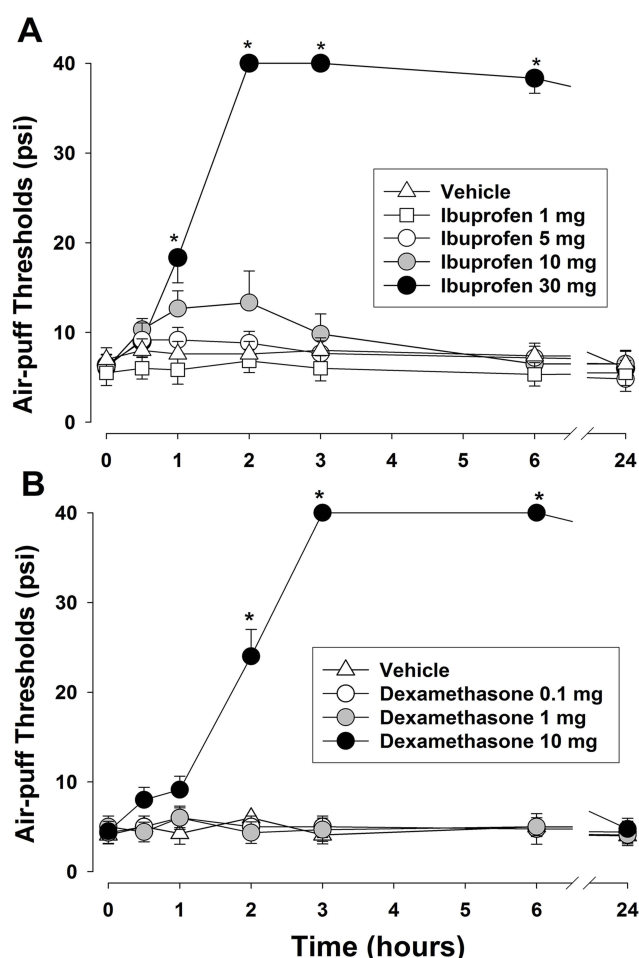 A
Air-puff Thresholds (psi)
40
30
20
10
0
* * * *
Vehicle
Ibuprofen 1 mg
Ibuprofen 5 mg
Ibuprofen 10 mg
Ibuprofen 30 mg
0 1 2 3 4 5 6 24
B
Air-puff Thresholds (psi)
40
30
20
10
0
* * *
Vehicle
Dexamethasone 0.1 mg
Dexamethasone 1 mg
Dexamethasone 10 mg
0 1 2 3 4 5 6 24
Time (hours)